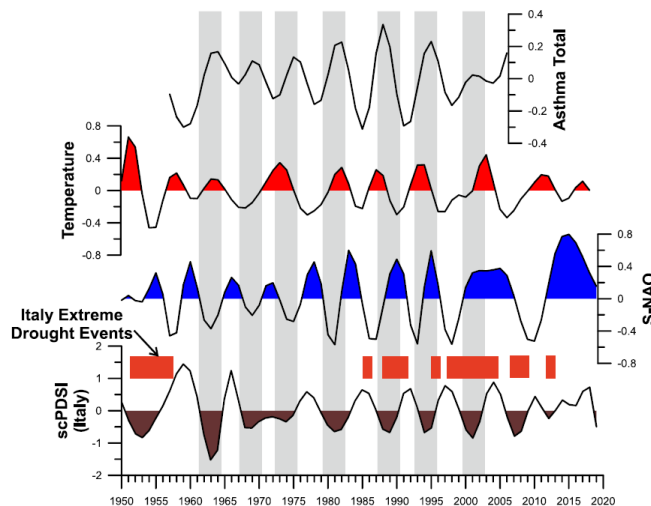 0.4
0.2
0
-0.2
-0.4
Asthma Total
0.8
0.4
0
-0.4
-0.8
Temperature
0.8
0.4
0
-0.4
-0.8
S-NAO
Italy Extreme
Drought Events
2
1
0
-1
-2
scPDSI
(Italy)
1950 1955 1960 1965 1970 1975 1980 1985 1990 1995 2000 2005 2010 2015 2020